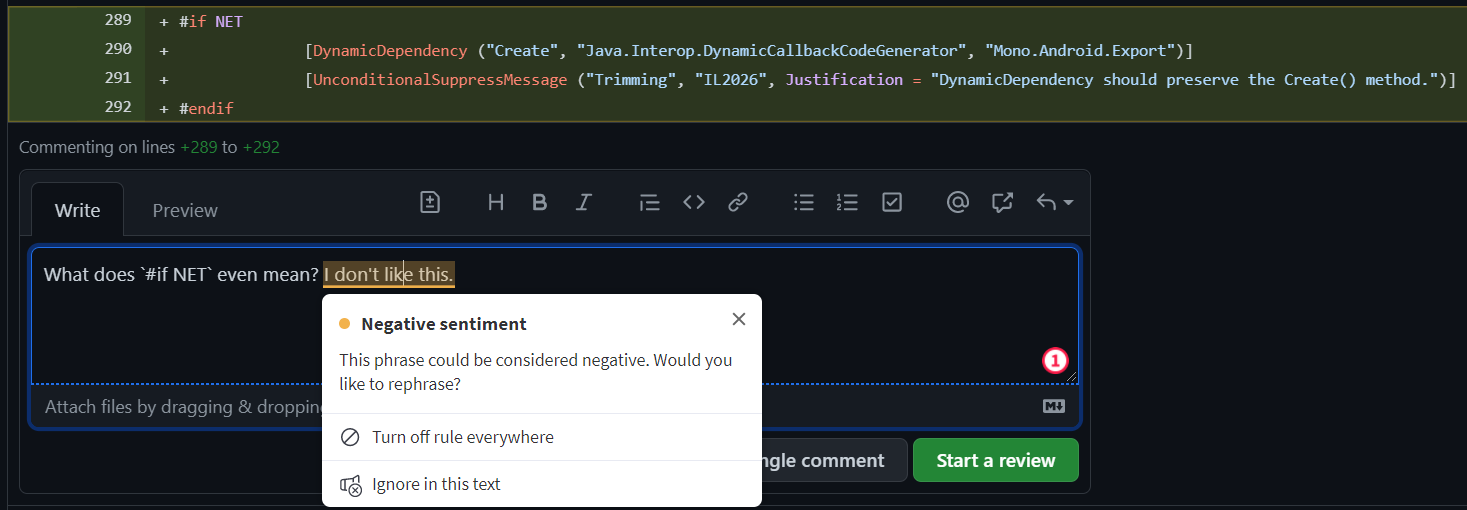 289 + #if NET
290 + [DynamicDependency ("Create", "Java.Interop.DynamicCallbackCodeGenerator", "Mono.Android.Export")]
291 + [UnconditionalSuppressMessage ("Trimming", "IL2026", Justification = "DynamicDependency should preserve the Create() method.")]
292 + #endif
Commenting on lines +289 to +292
Write Preview H B I
What does `#if NET` even mean? I don't like this.
Negative sentiment
This phrase could be considered negative. Would you
like to rephrase?
1
Attach files by dragging & dropping
Turn off rule everywhere
ngle comment Start a review
Ignore in this text